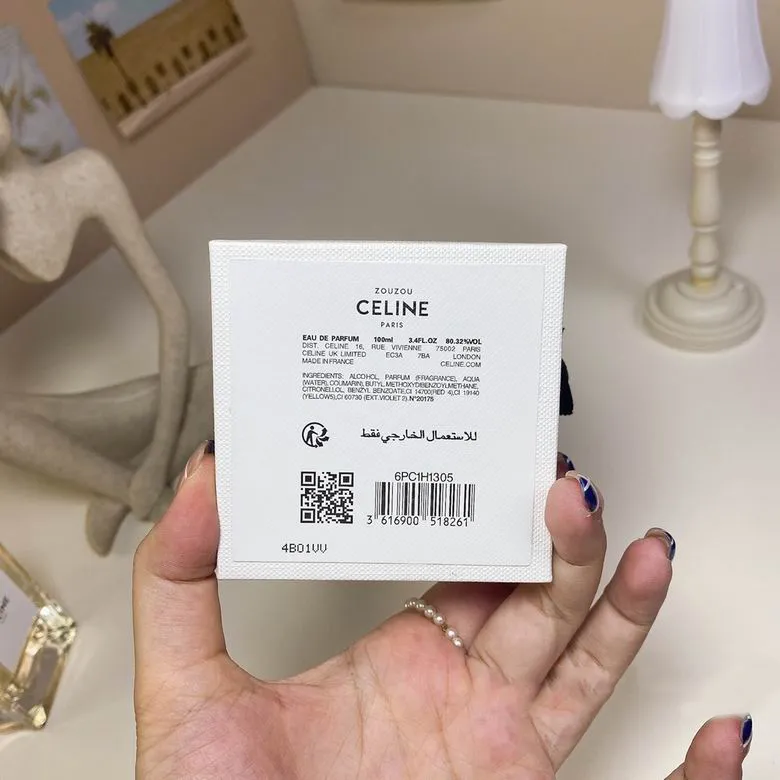 ZOUZOU
CELINE
PARIS
EAU DE PARFUM 100ml 3.4FL.OZ 80.32%VOL
DIST. CELINE 16, RUE VIVIENNE 75002 PARIS
CELINE UK LIMITED EC3A 7BA LONDON
MADE IN FRANCE CELINE.COM
INGREDIENTS: ALCOHOL, PARFUM (FRAGRANCE), AQUA
(WATER), COUMARIN, BUTYL METHOXYDIBENZOYLMETHANE,
CITRONELLOL, BENZYL BENZOATE, CI 14700(RED 4),CI 19140
(YELLOW5),CI 60730 (EXT.VIOLET 2).N°20175
للاستعمال الخارجي فقط
6PC1H1305
3 616900 518261
4B01VV